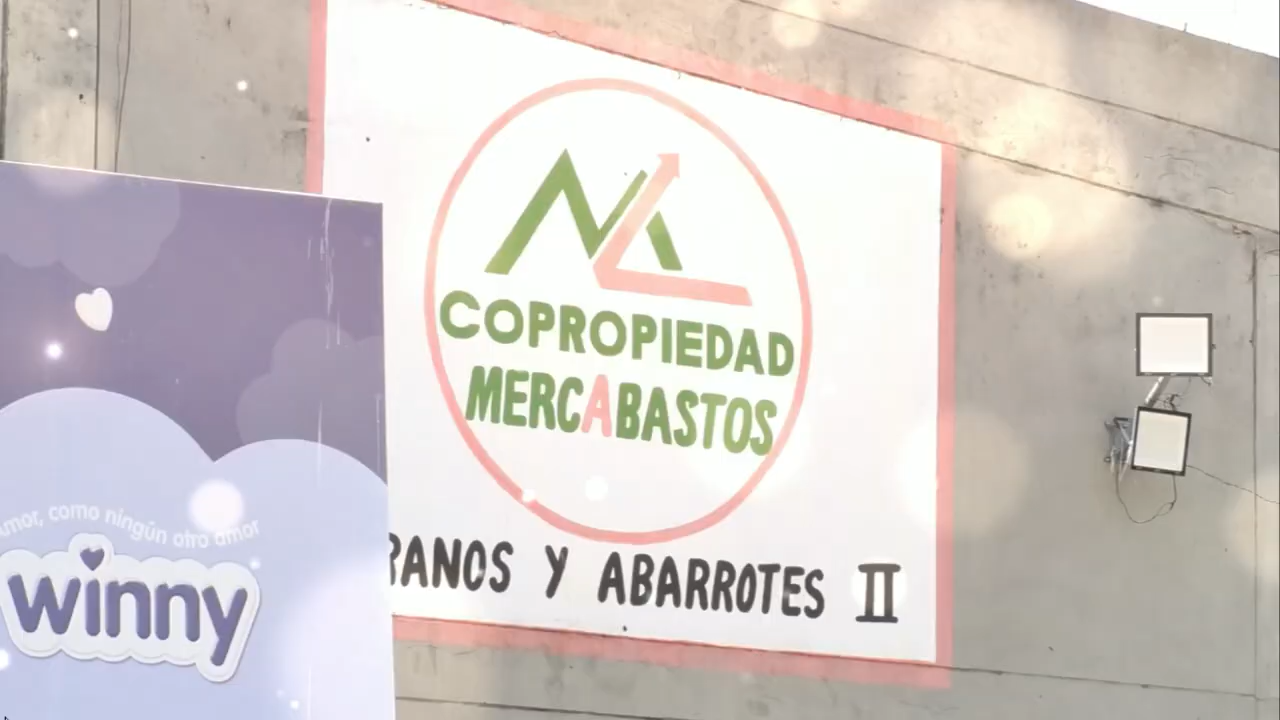 COPROPIEDAD
MERCABASTOS
RANOS Y ABARROTES II
amor, como ningún otro amor
winny